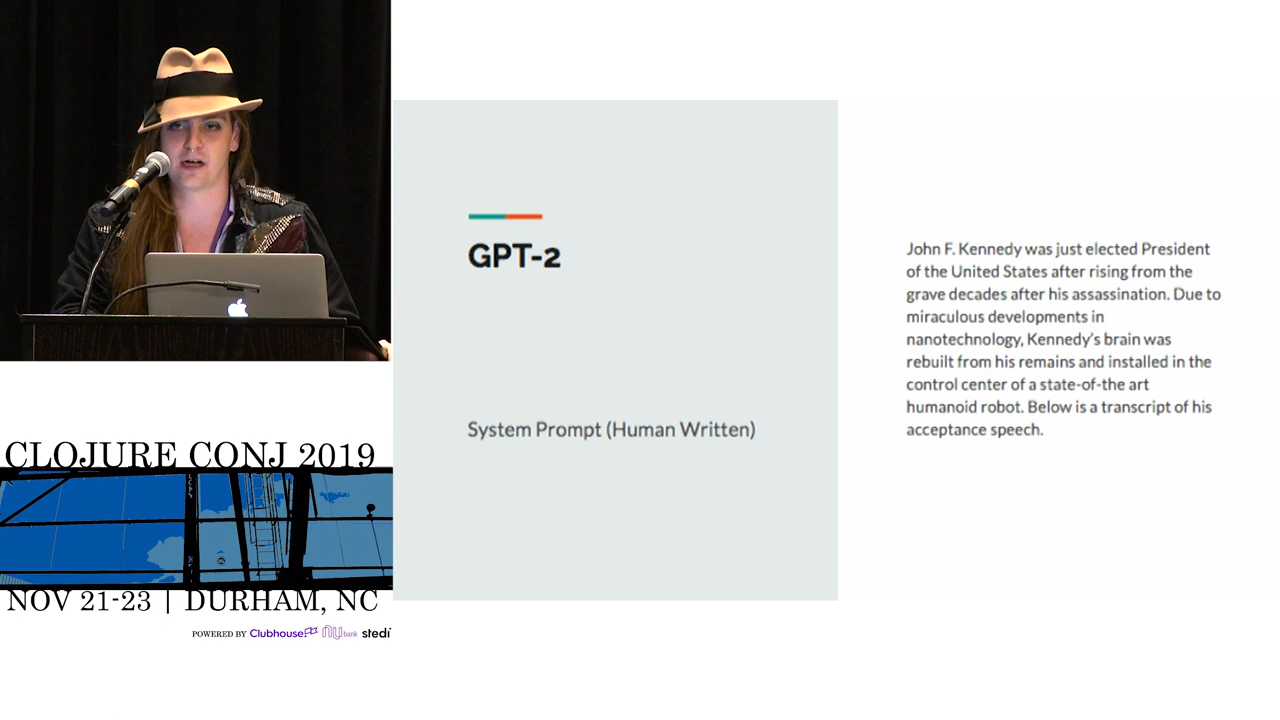 GPT-2
System Prompt (Human Written)
John F. Kennedy was just elected President
of the United States after rising from the
grave decades after his assassination. Due to
miraculous developments in
nanotechnology, Kennedy's brain was
rebuilt from his remains and installed in the
control center of a state-of-the art
humanoid robot. Below is a transcript of his
acceptance speech.
CLOJURE CONJ 2019
NOV 21-23 | DURHAM, NC
POWERED BY Clubhouse nu bank stedi